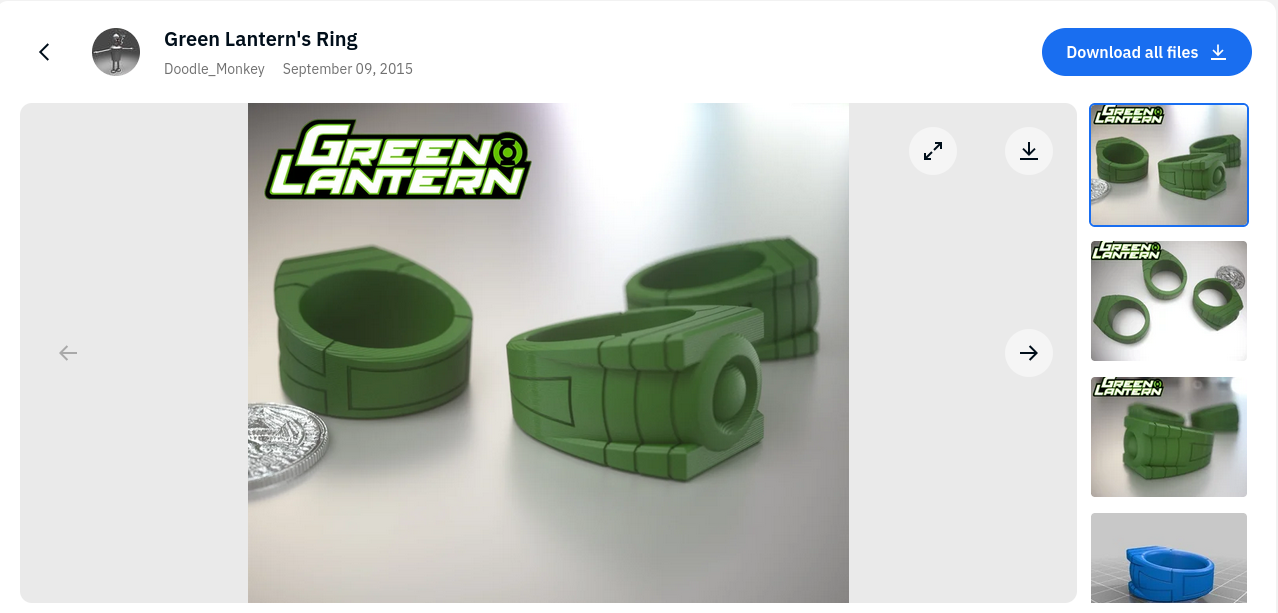 Green Lantern's Ring
Doodle_Monkey September 09, 2015
Download all files
GREEN
LANTERN
GREEN
LANTERN
GREEN
LANTERN
GREEN
LANTERN